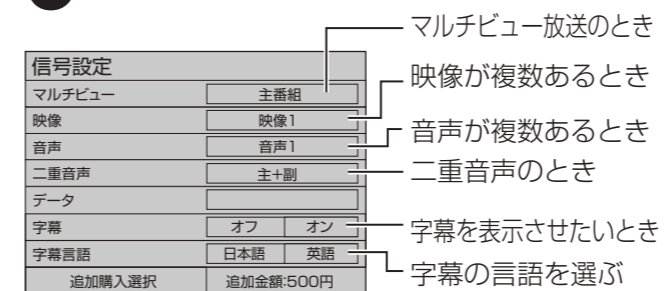 マルチビュー放送のとき
信号設定
マルチビュー 主番組
映像が複数あるとき
映像 映像1
音声 音声1
音声が複数あるとき
二重音声 主+副
二重音声のとき
データ
字幕 オフ オン
字幕を表示させたいとき
字幕言語 日本語 英語
字幕の言語を選ぶ
追加購入選択 追加金額:500円